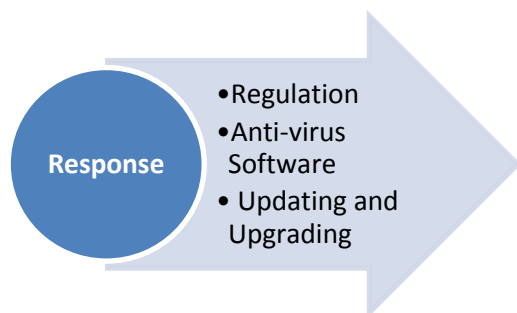 Response
•Regulation
•Anti-virus
Software
• Updating and
Upgrading